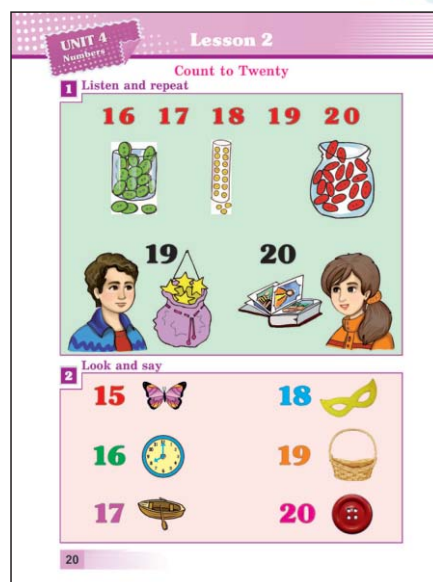 UNIT 4
Numbers
Lesson 2
Count to Twenty
1 Listen and repeat
16 17 18 19 20
19 20
2 Look and say
15 18
16 19
17 20
20